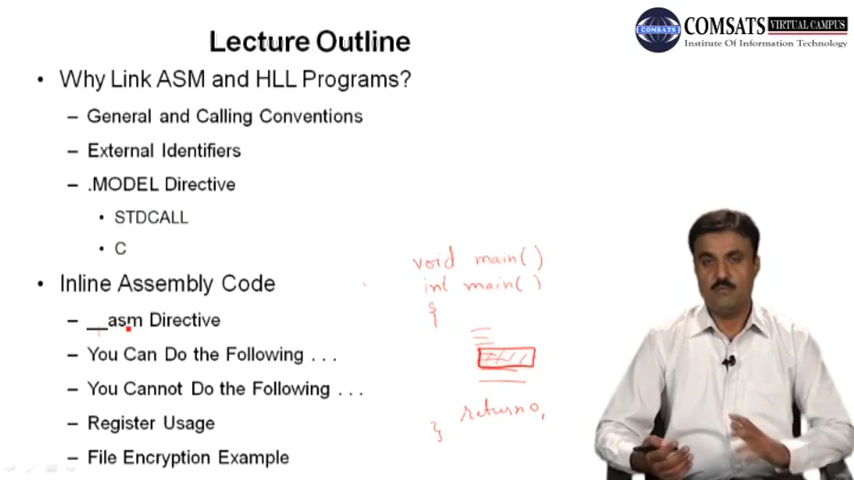 Lecture Outline
COMSATS VIRTUAL CAMPUS
COMSATS
Institute Of Information Technology
• Why Link ASM and HLL Programs?
– General and Calling Conventions
– External Identifiers
– .MODEL Directive
• STDCALL
• C
• Inline Assembly Code
– __asm Directive
– You Can Do the Following . . .
– You Cannot Do the Following . . .
– Register Usage
– File Encryption Example
void main()
int main( )
{
return 0,
}